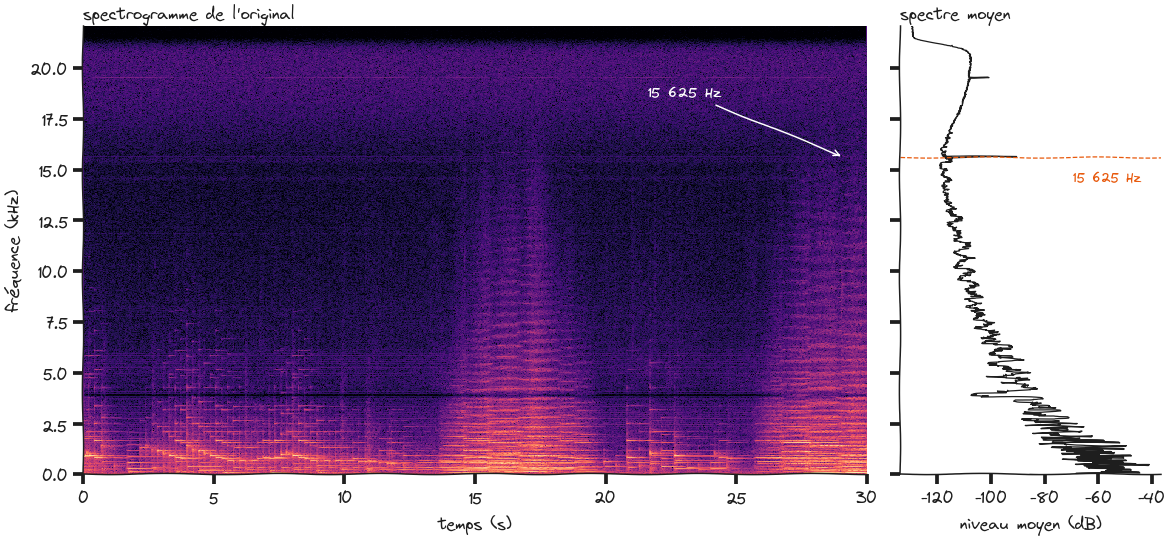 spectrogramme de l'original
spectre moyen
fréquence (kHz)
20.0
17.5
15.0
12.5
10.0
7.5
5.0
2.5
0.0
15 625 Hz
15 625 Hz
0 5 10 15 20 25 30
-120 -100 -80 -60 -40
temps (s)
niveau moyen (dB)